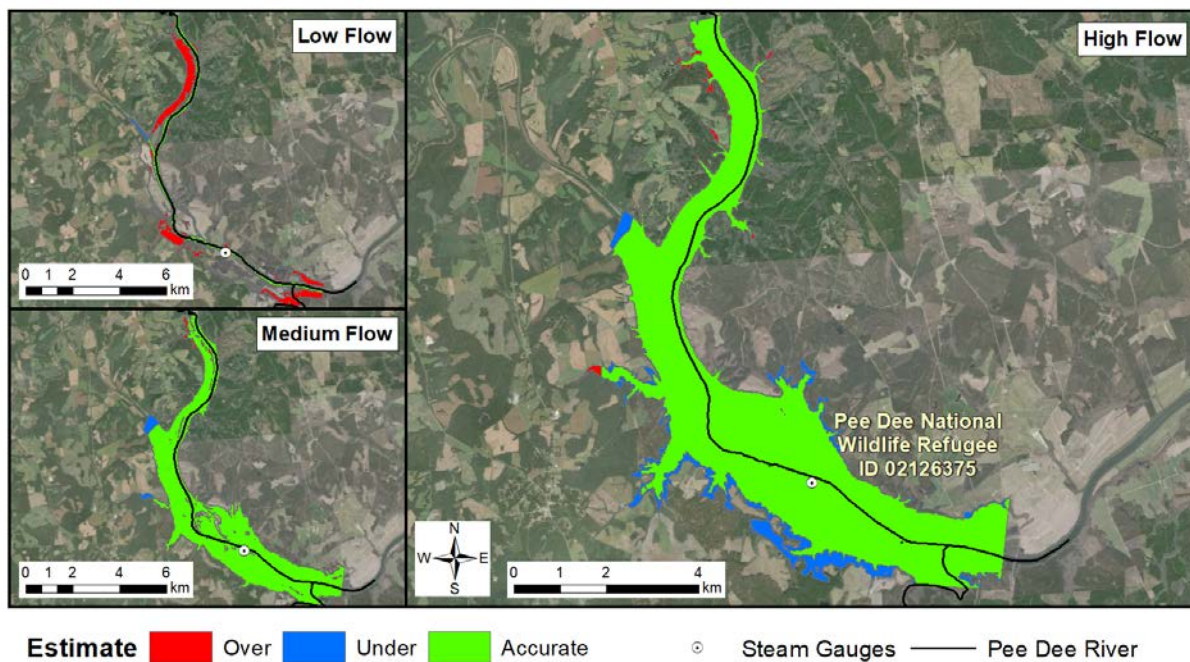 Low Flow
0 1 2 4 6
km
Medium Flow
0 1 2 4 6
km
High Flow
Pee Dee National
Wildlife Refugee
ID 02126375
N
W E
S
0 1 2 4
km
Estimate Over Under Accurate Steam Gauges Pee Dee River